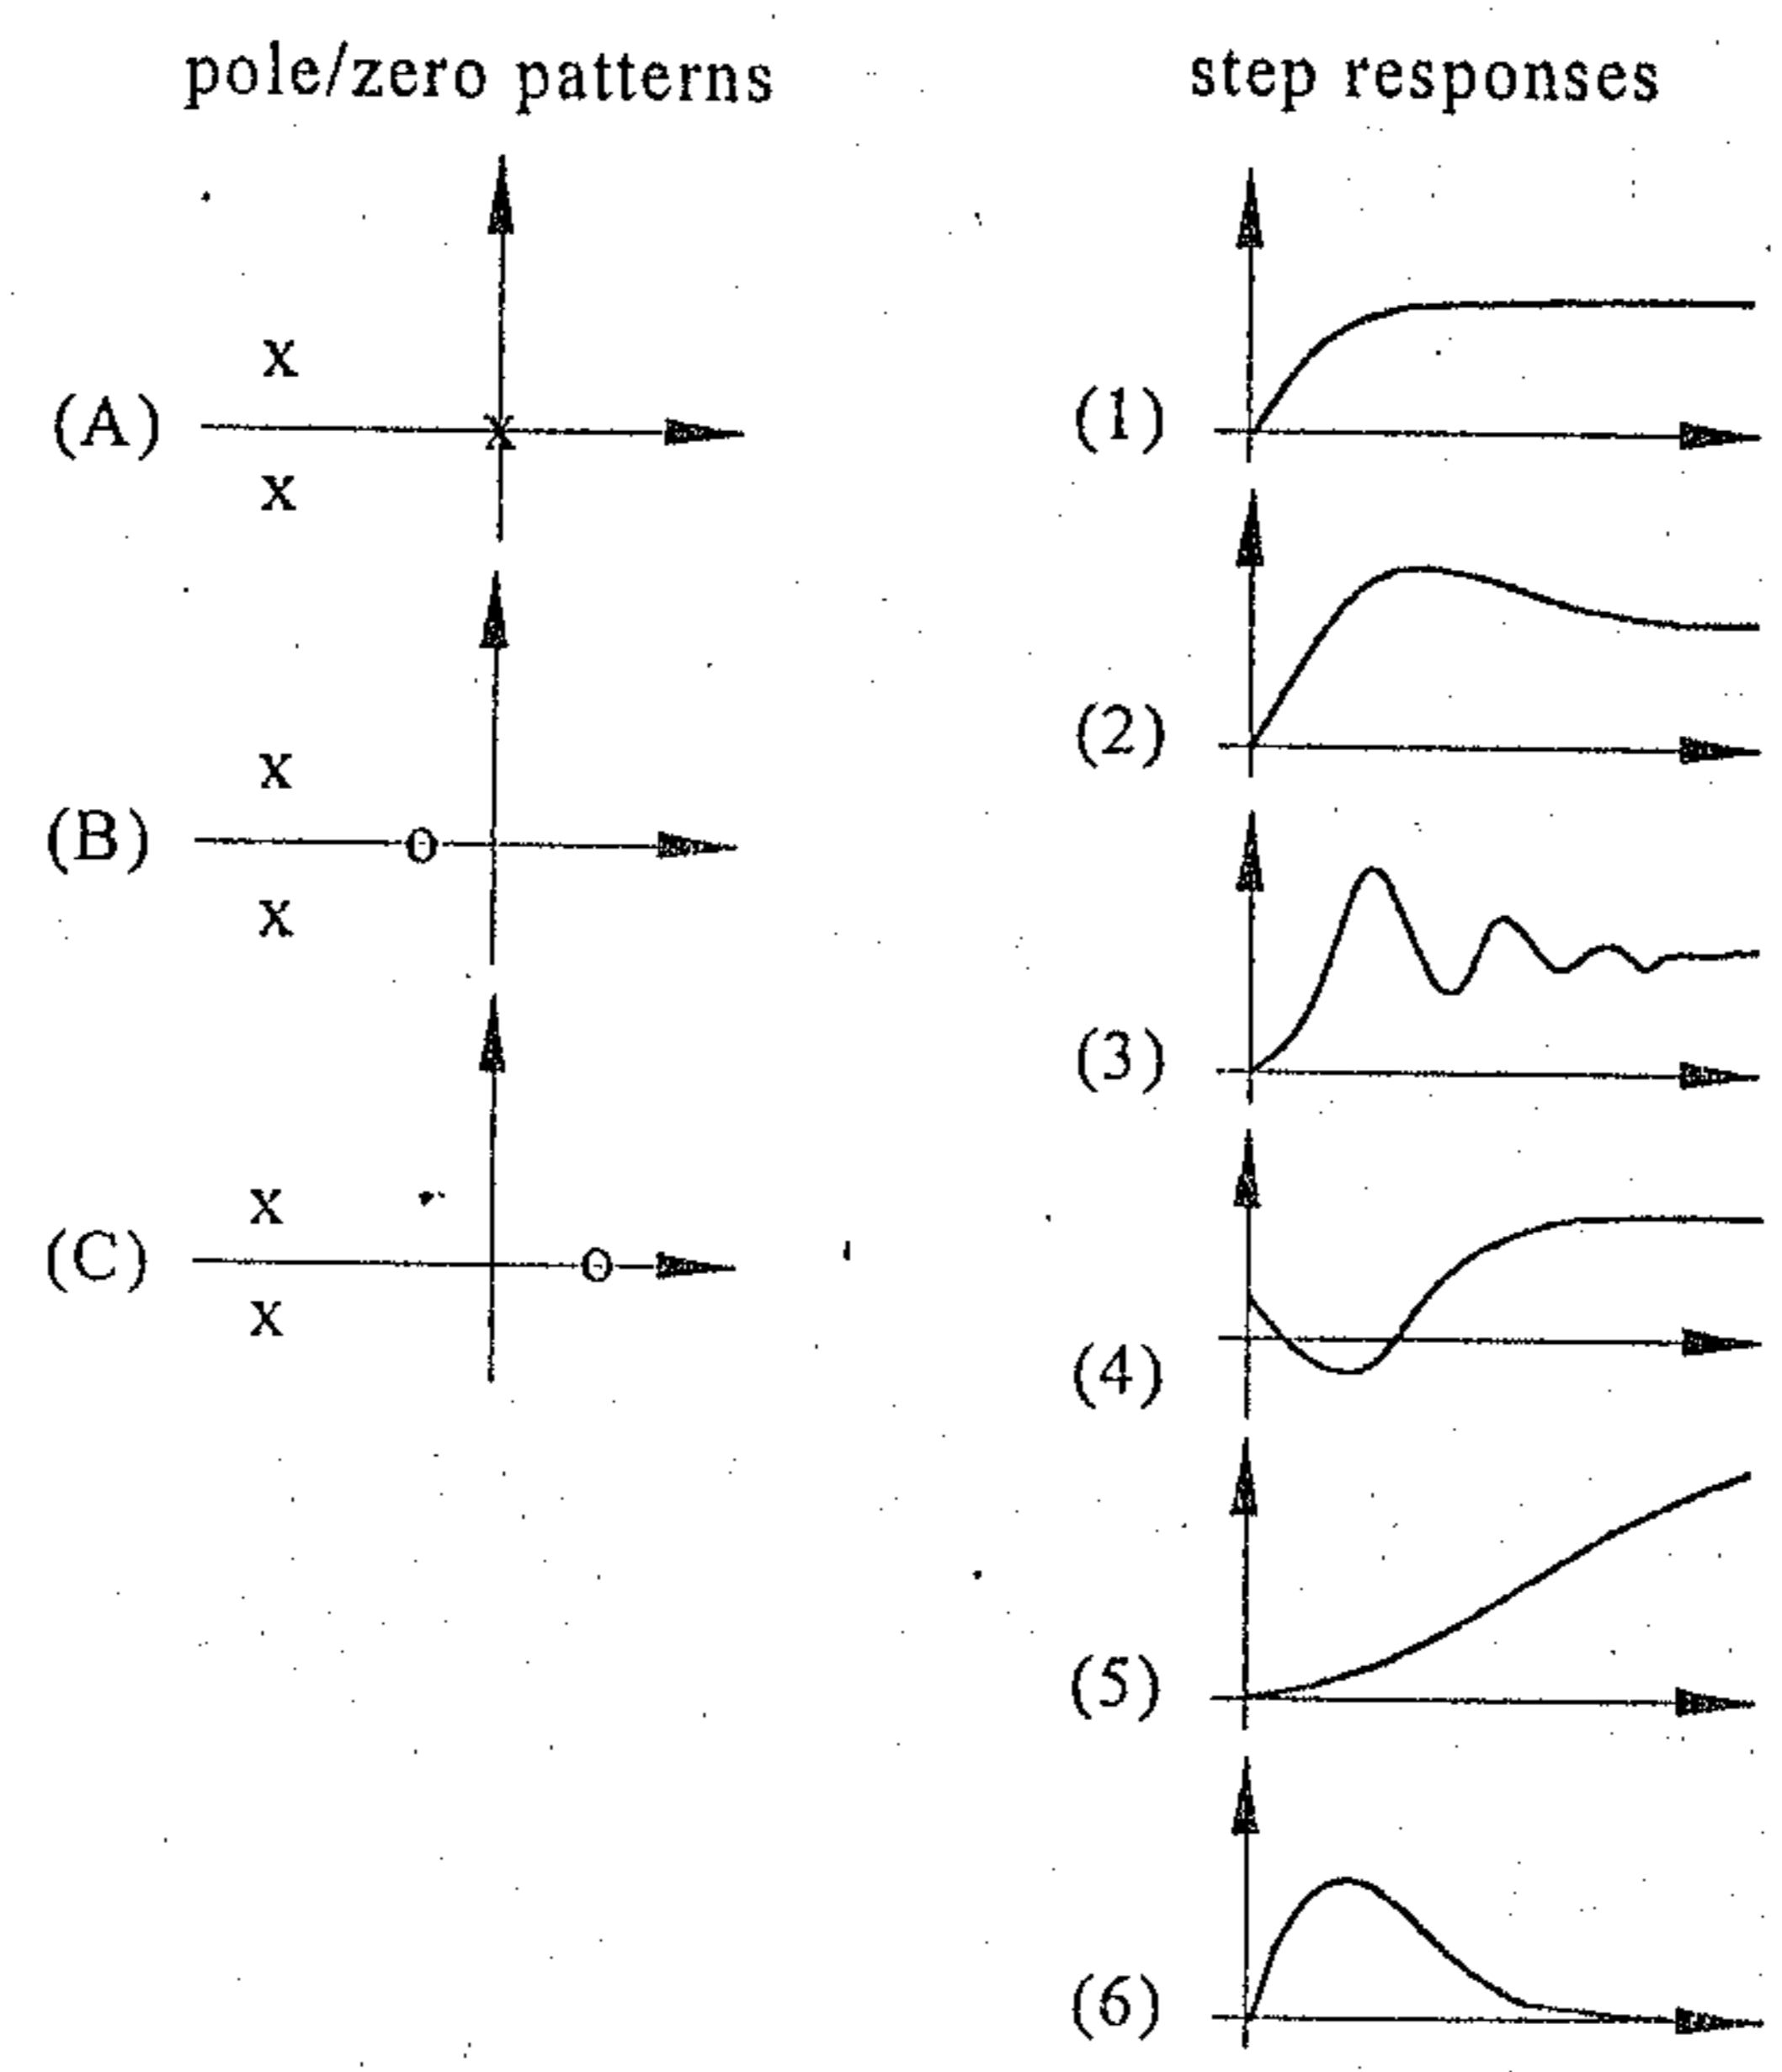 pole/zero patterns
step responses
(A)
x
x
x
(B)
x
o
x
(C)
x
o
x
(1)
(2)
(3)
(4)
(5)
(6)